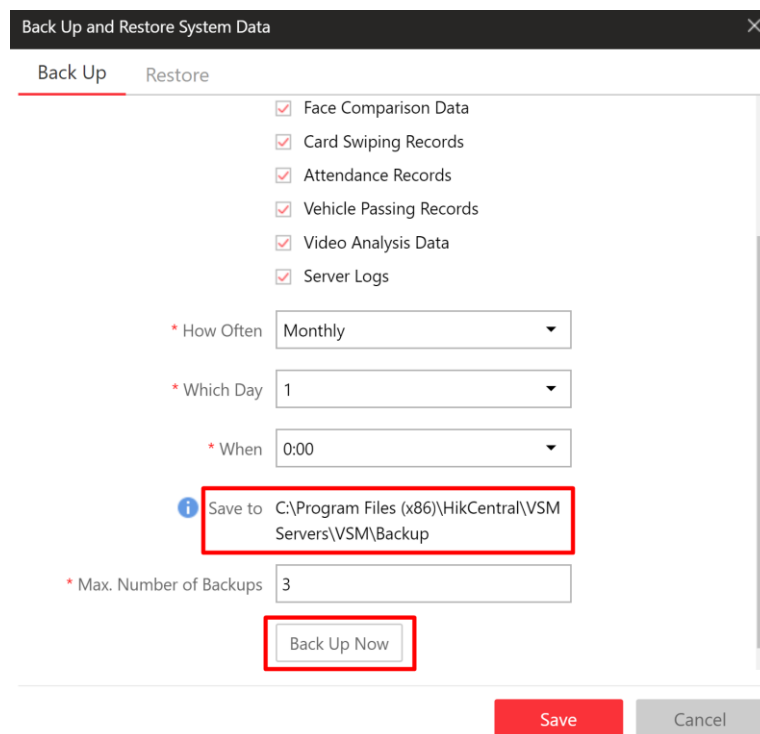 Back Up and Restore System Data
Back Up Restore
Face Comparison Data
Card Swiping Records
Attendance Records
Vehicle Passing Records
Video Analysis Data
Server Logs
* How Often Monthly
* Which Day 1
* When 0:00
Save to C:\Program Files (x86)\HikCentral\VSM
Servers\VSM\Backup
* Max. Number of Backups 3
Back Up Now
Save Cancel